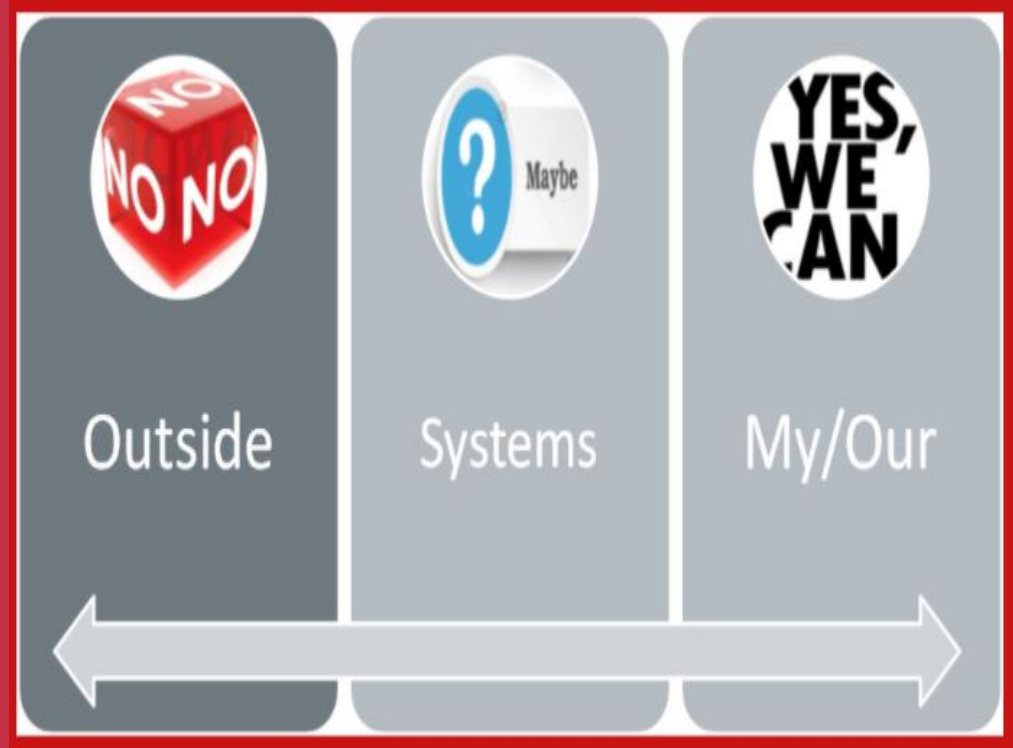 NO
NO NO
? Maybe
YES,
WE
CAN
Outside
Systems
My/Our